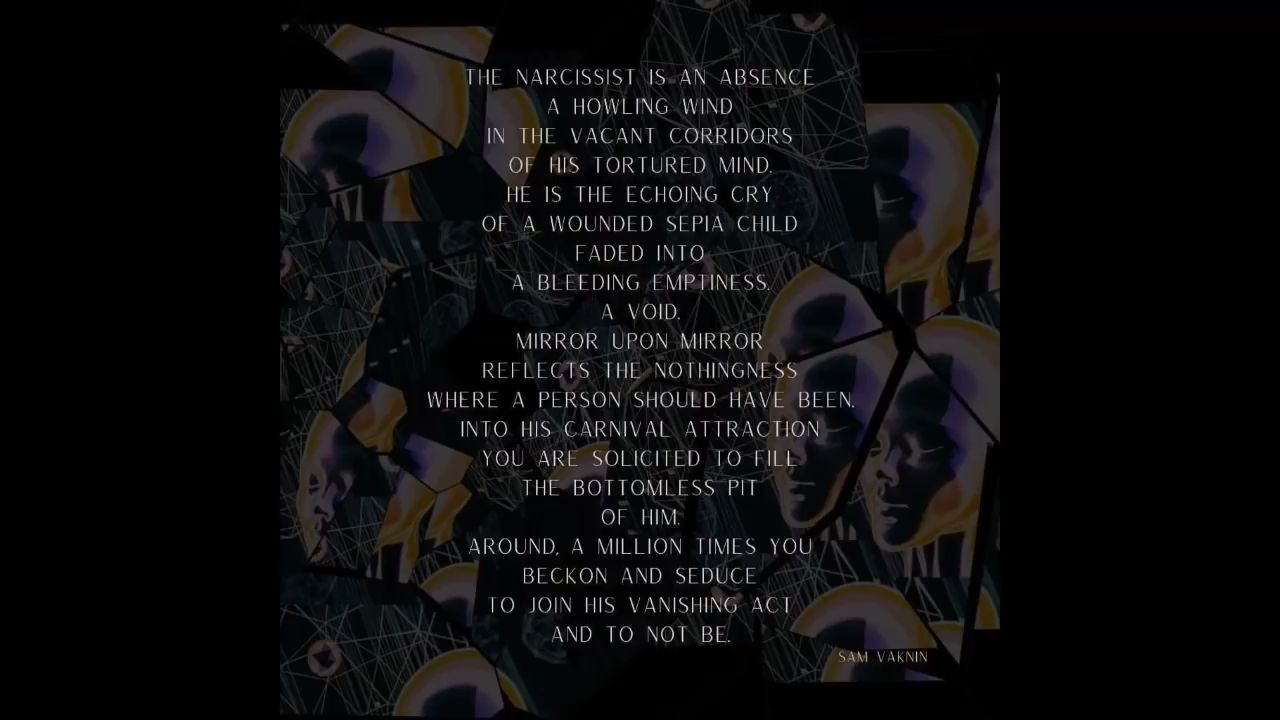 THE NARCISSIST IS AN ABSENCE
A HOWLING WIND
IN THE VACANT CORRIDORS
OF HIS TORTURED MIND.
HE IS THE ECHOING CRY
OF A WOUNDED SEPIA CHILD
FADED INTO
A BLEEDING EMPTINESS.
A VOID.
MIRROR UPON MIRROR
REFLECTS THE NOTHINGNESS
WHERE A PERSON SHOULD HAVE BEEN.
INTO HIS CARNIVAL ATTRACTION
YOU ARE SOLICITED TO FILL
THE BOTTOMLESS PIT
OF HIM.
AROUND, A MILLION TIMES YOU
BECKON AND SEDUCE
TO JOIN HIS VANISHING ACT
AND TO NOT BE.
SAM VAKNIN